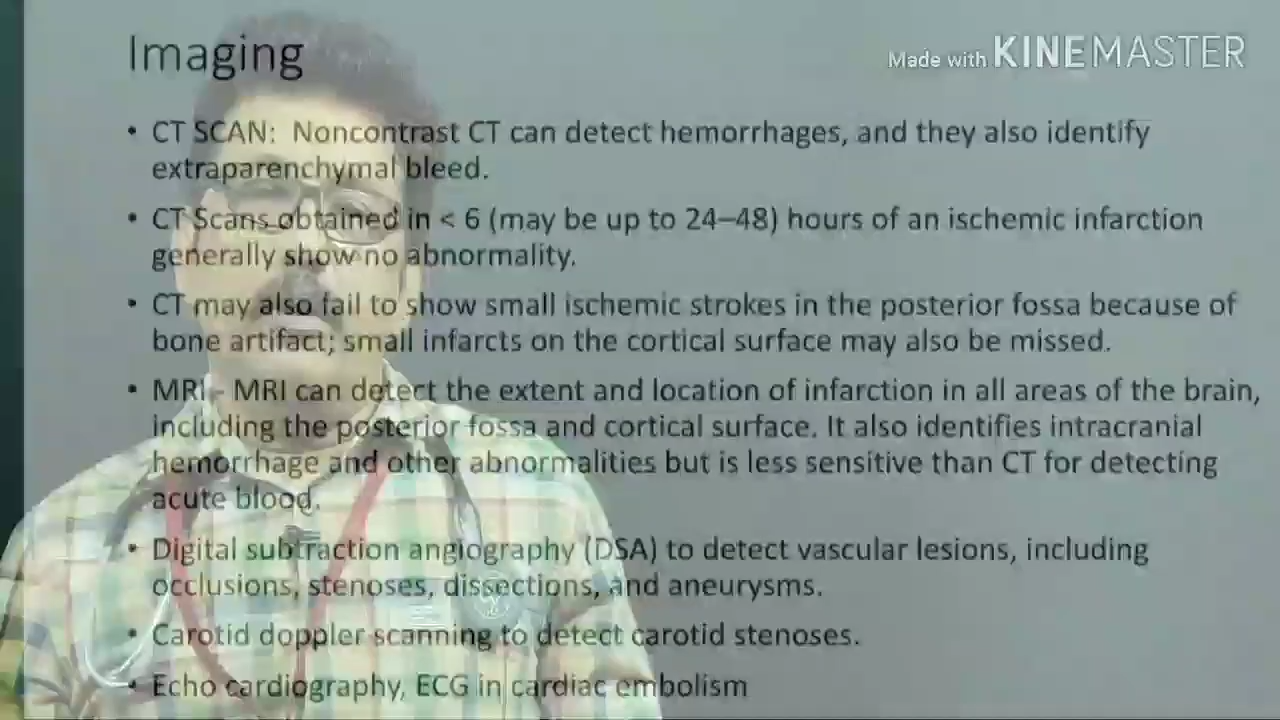 Imaging
Made with KINEMASTER
• CT SCAN: Noncontrast CT can detect hemorrhages, and they also identify
extraparenchymal bleed.
• CT Scans obtained in < 6 (may be up to 24–48) hours of an ischemic infarction
generally show no abnormality.
• CT may also fail to show small ischemic strokes in the posterior fossa because of
bone artifact; small infarcts on the cortical surface may also be missed.
• MRI - MRI can detect the extent and location of infarction in all areas of the brain,
including the posterior fossa and cortical surface. It also identifies intracranial
hemorrhage and other abnormalities but is less sensitive than CT for detecting
acute blood.
• Digital subtraction angiography (DSA) to detect vascular lesions, including
occlusions, stenoses, dissections, and aneurysms.
• Carotid doppler scanning to detect carotid stenoses.
• Echo cardiography, ECG in cardiac embolism